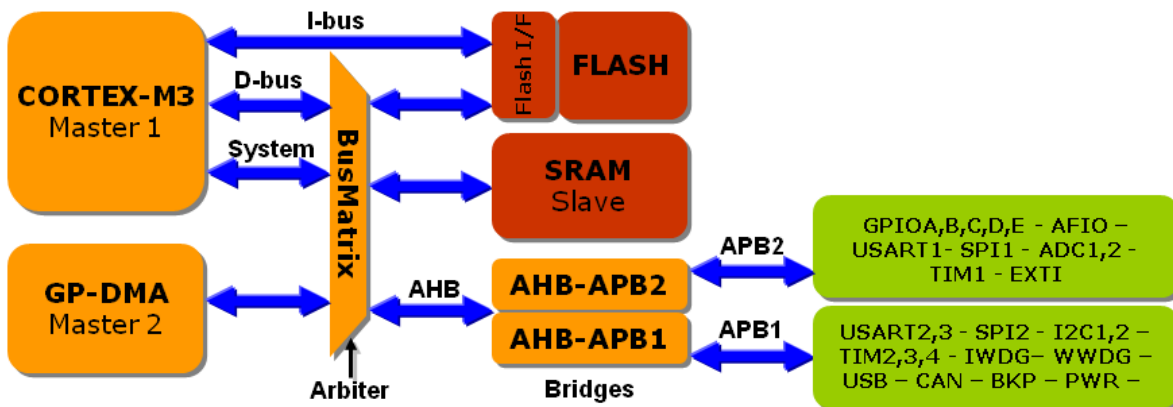 I-bus
CORTEX-M3
Master 1
D-bus
System
BusMatrix
Flash I/F
FLASH
SRAM
Slave
GP-DMA
Master 2
AHB
AHB-APB2
AHB-APB1
APB2
GPIOA,B,C,D,E - AFIO –
USART1- SPI1 - ADC1,2 -
TIM1 - EXTI
APB1
USART2,3 - SPI2 - I2C1,2 –
TIM2,3,4 - IWDG– WWDG –
USB – CAN – BKP – PWR –
Arbiter
Bridges